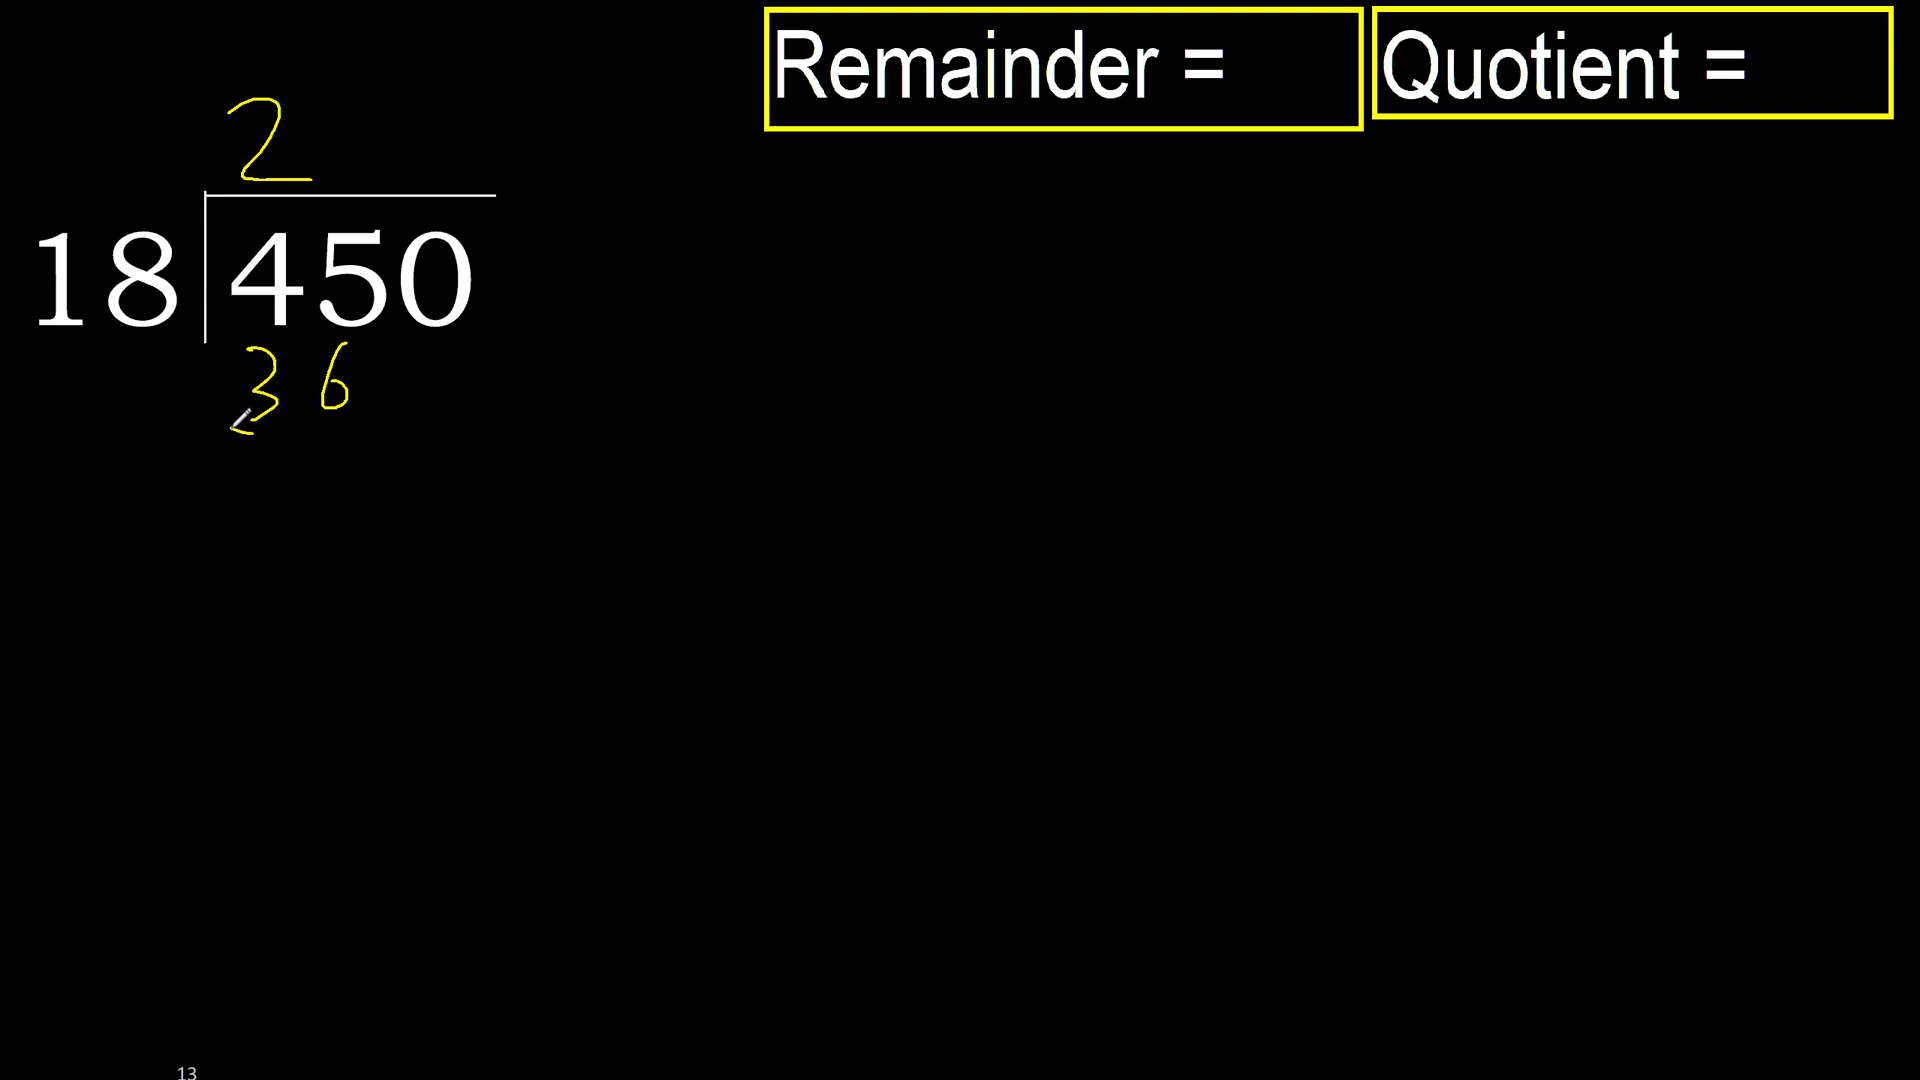 Remainder = Quotient =
2
18 450
36
13